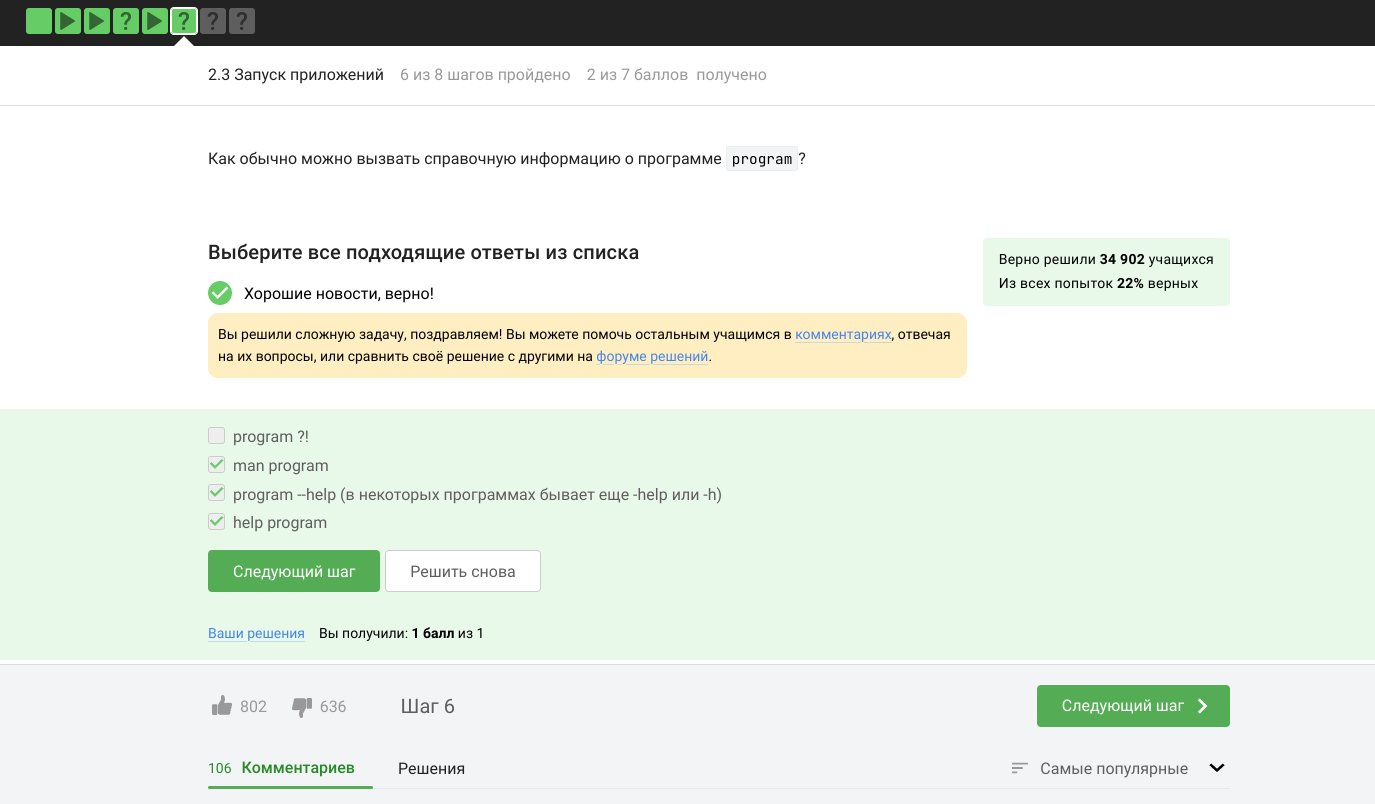 ? ? ? ?
2.3 Запуск приложений 6 из 8 шагов пройдено 2 из 7 баллов получено
Как обычно можно вызвать справочную информацию о программе program?
Выберите все подходящие ответы из списка
Хорошие новости, верно!
Вы решили сложную задачу, поздравляем! Вы можете помочь остальным учащимся в комментариях, отвечая
на их вопросы, или сравнить своё решение с другими на форуме решений.
Верно решили 34 902 учащихся
Из всех попыток 22% верных
program ?!
man program
program --help (в некоторых программах бывает еще -help или -h)
help program
Следующий шаг Решить снова
Ваши решения Вы получили: 1 балл из 1
802 636 Шаг 6 Следующий шаг
106 Комментариев Решения Самые популярные